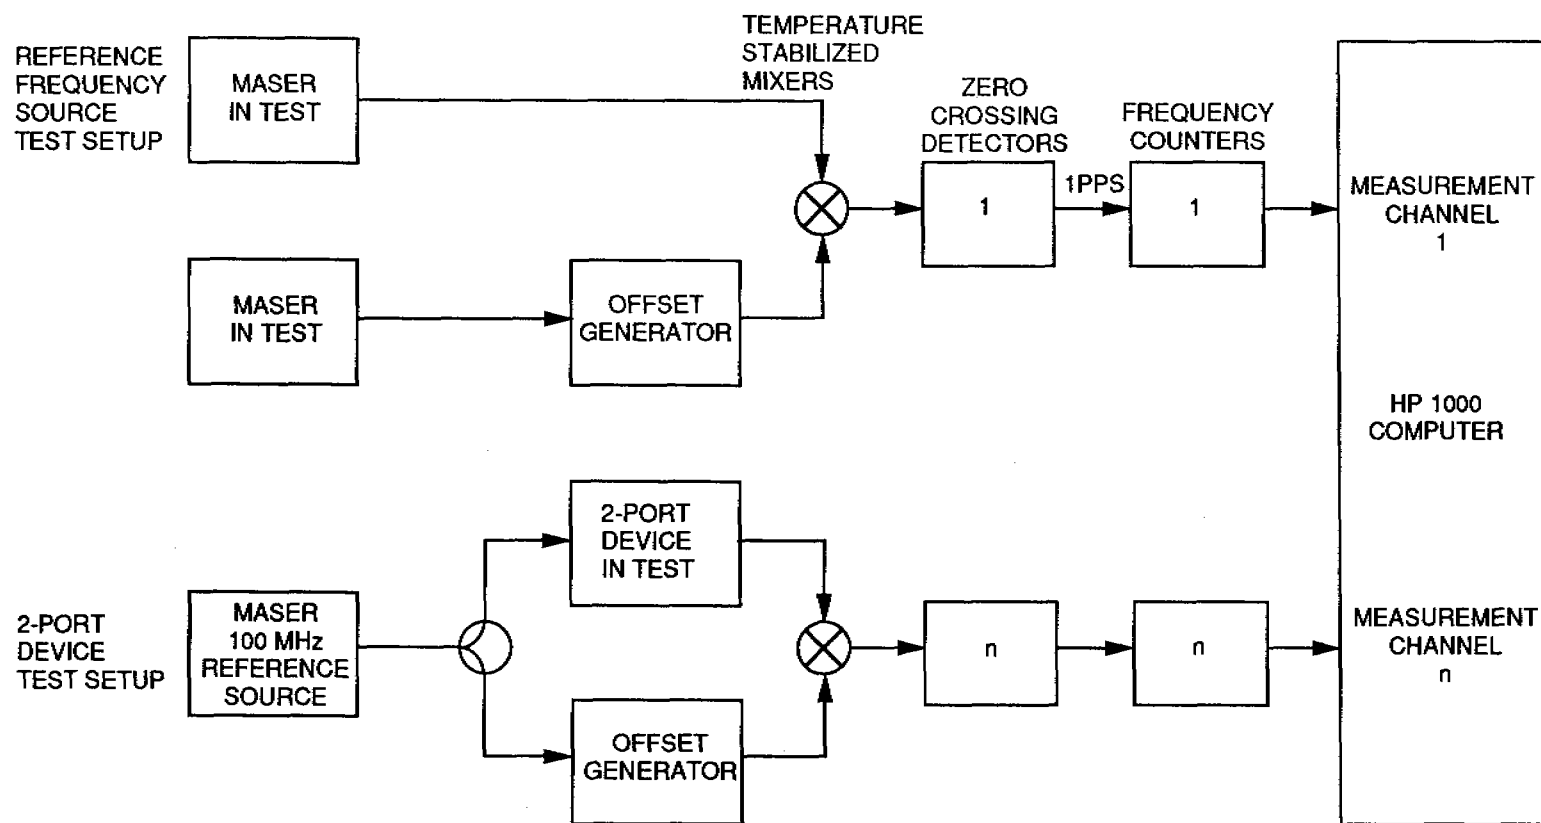 REFERENCE
FREQUENCY
SOURCE
TEST SETUP
MASER
IN TEST
TEMPERATURE
STABILIZED
MIXERS
ZERO
CROSSING
DETECTORS
1
1PPS
FREQUENCY
COUNTERS
1
MEASUREMENT
CHANNEL
1
MASER
IN TEST
OFFSET
GENERATOR
HP 1000
COMPUTER
2-PORT
DEVICE
TEST SETUP
MASER
100 MHz
REFERENCE
SOURCE
2-PORT
DEVICE
IN TEST
OFFSET
GENERATOR
n
n
MEASUREMENT
CHANNEL
n